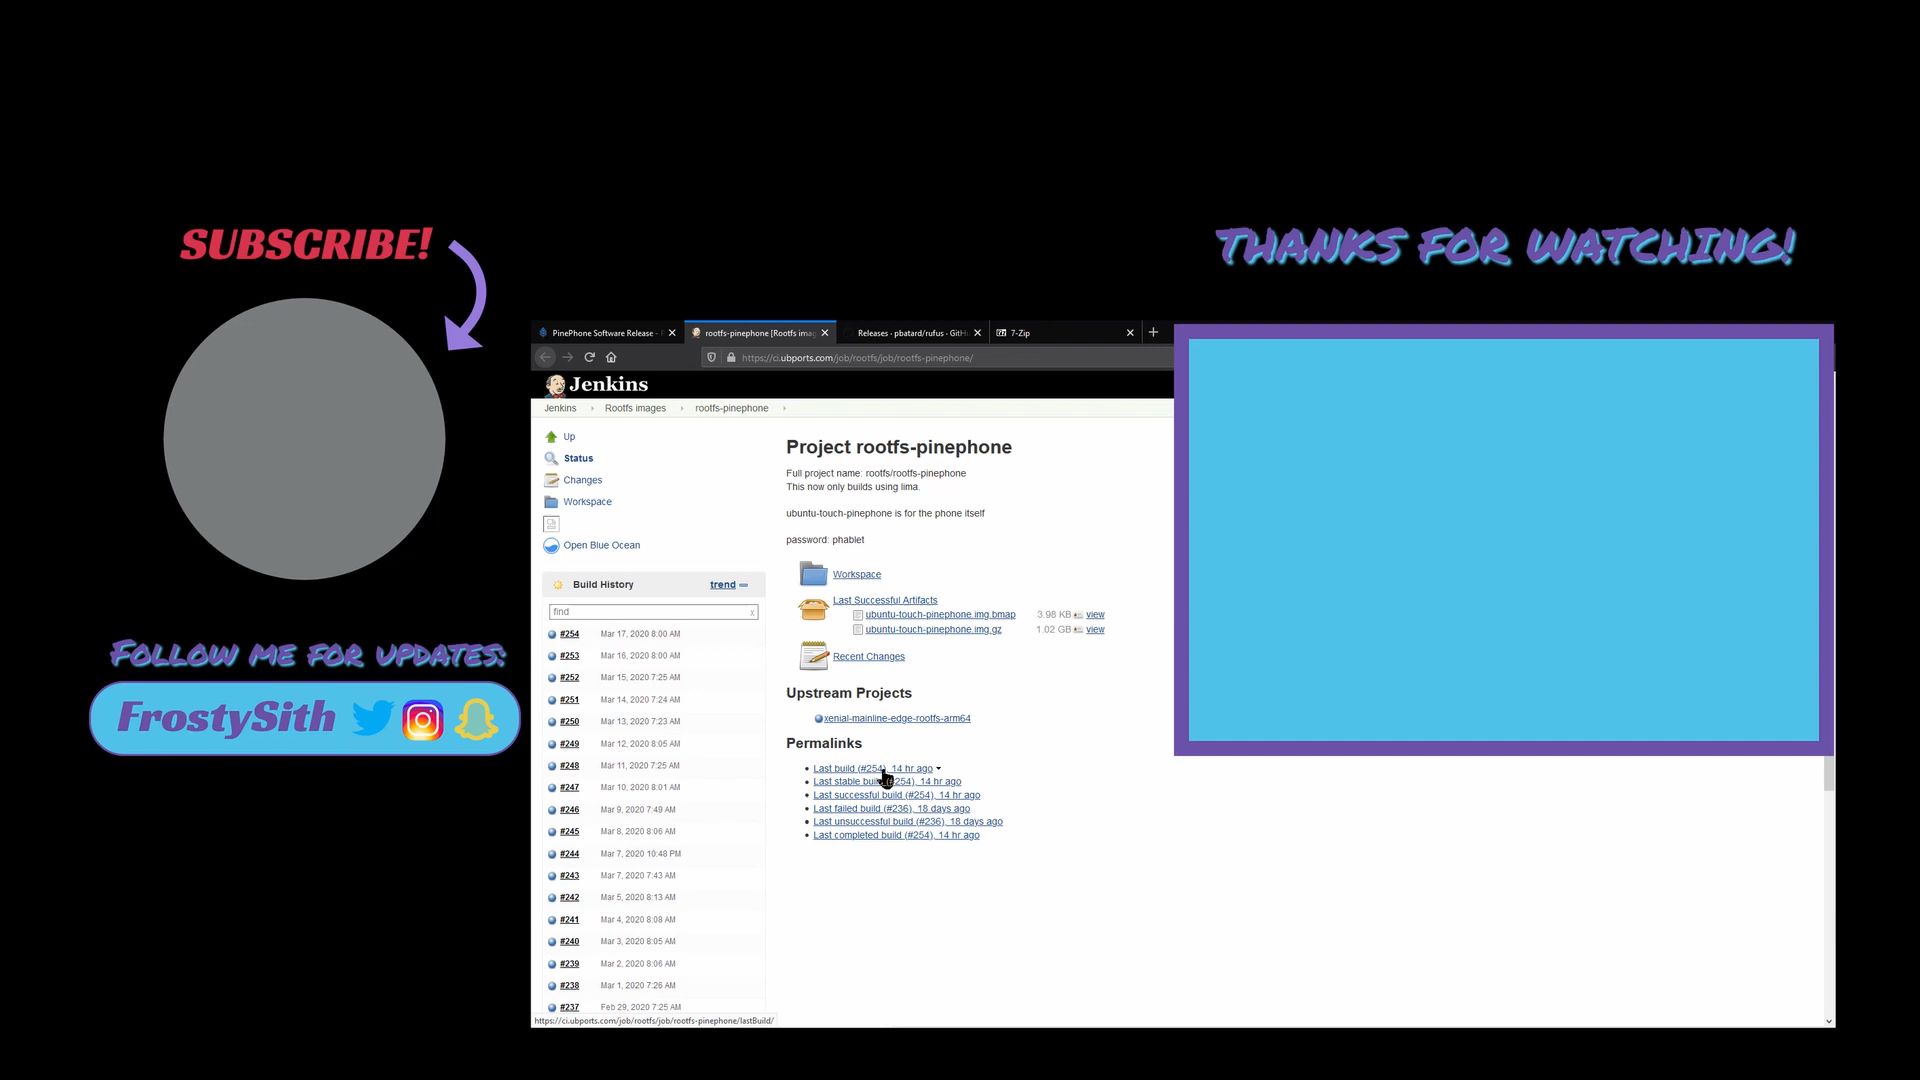 SUBSCRIBE!
THANKS FOR WATCHING!
FOLLOW ME FOR UPDATES:
FrostySith
PinePhone Software Release -
rootfs-pinephone [Rootfs imag
Releases · pbatard/rufus · GitH
7-Zip
https://ci.ubports.com/job/rootfs/job/rootfs-pinephone/
Jenkins
Jenkins
Rootfs images
rootfs-pinephone
Up
Status
Changes
Workspace
Open Blue Ocean
Build History
trend
find
x
#254 Mar 17, 2020 8:00 AM
#253 Mar 16, 2020 8:00 AM
#252 Mar 15, 2020 7:25 AM
#251 Mar 14, 2020 7:24 AM
#250 Mar 13, 2020 7:23 AM
#249 Mar 12, 2020 8:05 AM
#248 Mar 11, 2020 7:25 AM
#247 Mar 10, 2020 8:01 AM
#246 Mar 9, 2020 7:49 AM
#245 Mar 8, 2020 8:06 AM
#244 Mar 7, 2020 10:48 PM
#243 Mar 7, 2020 7:43 AM
#242 Mar 5, 2020 8:13 AM
#241 Mar 4, 2020 8:08 AM
#240 Mar 3, 2020 8:05 AM
#239 Mar 2, 2020 8:06 AM
#238 Mar 1, 2020 7:26 AM
#237 Feb 29, 2020 7:25 AM
https://ci.ubports.com/job/rootfs/job/rootfs-pinephone/lastBuild/
Project rootfs-pinephone
Full project name: rootfs/rootfs-pinephone
This now only builds using lima.
ubuntu-touch-pinephone is for the phone itself
password: phablet
Workspace
Last Successful Artifacts
ubuntu-touch-pinephone.img.bmap 3.98 KB view
ubuntu-touch-pinephone.img.gz 1.02 GB view
Recent Changes
Upstream Projects
xenial-mainline-edge-rootfs-arm64
Permalinks
Last build (#254), 14 hr ago
Last stable build (#254), 14 hr ago
Last successful build (#254), 14 hr ago
Last failed build (#236), 18 days ago
Last unsuccessful build (#236), 18 days ago
Last completed build (#254), 14 hr ago